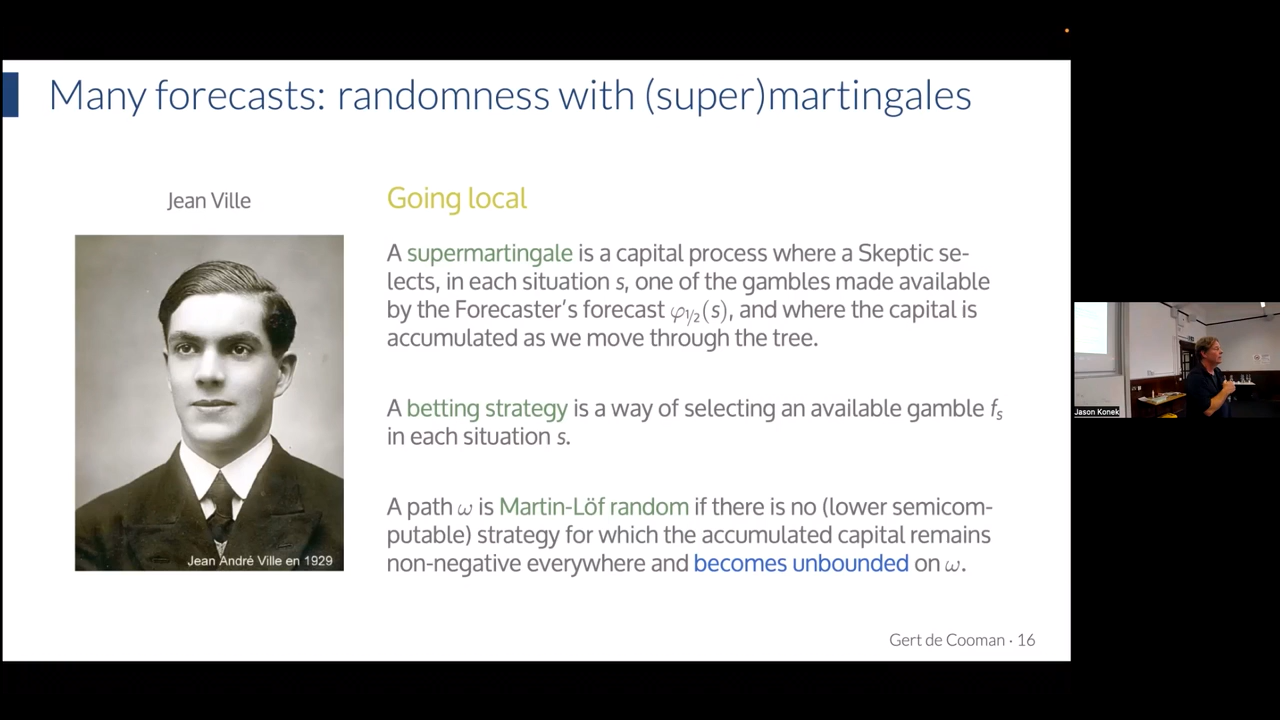 Many forecasts: randomness with (super)martingales
Jean Ville
Jean André Ville en 1929
Going local
A supermartingale is a capital process where a Skeptic se-
lects, in each situation s, one of the gambles made available
by the Forecaster's forecast φ1/2(s), and where the capital is
accumulated as we move through the tree.
A betting strategy is a way of selecting an available gamble fs
in each situation s.
A path ω is Martin-Löf random if there is no (lower semicom-
putable) strategy for which the accumulated capital remains
non-negative everywhere and becomes unbounded on ω.
Gert de Cooman · 16
Jason Konek